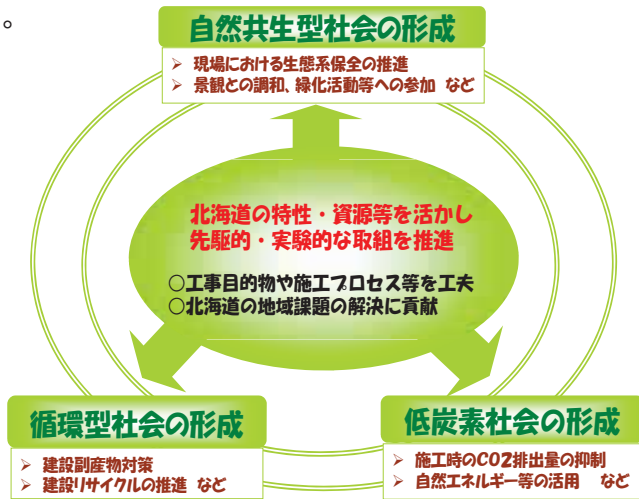 。
自然共生型社会の形成
➢ 現場における生態系保全の推進
➢ 景観との調和、緑化活動等への参加 など
北海道の特性・資源等を活かし
先駆的・実験的な取組を推進
○工事目的物や施工プロセス等を工夫
○北海道の地域課題の解決に貢献
循環型社会の形成
➢ 建設副産物対策
➢ 建設リサイクルの推進 など
低炭素社会の形成
➢ 施工時のCO2排出量の抑制
➢ 自然エネルギー等の活用 など